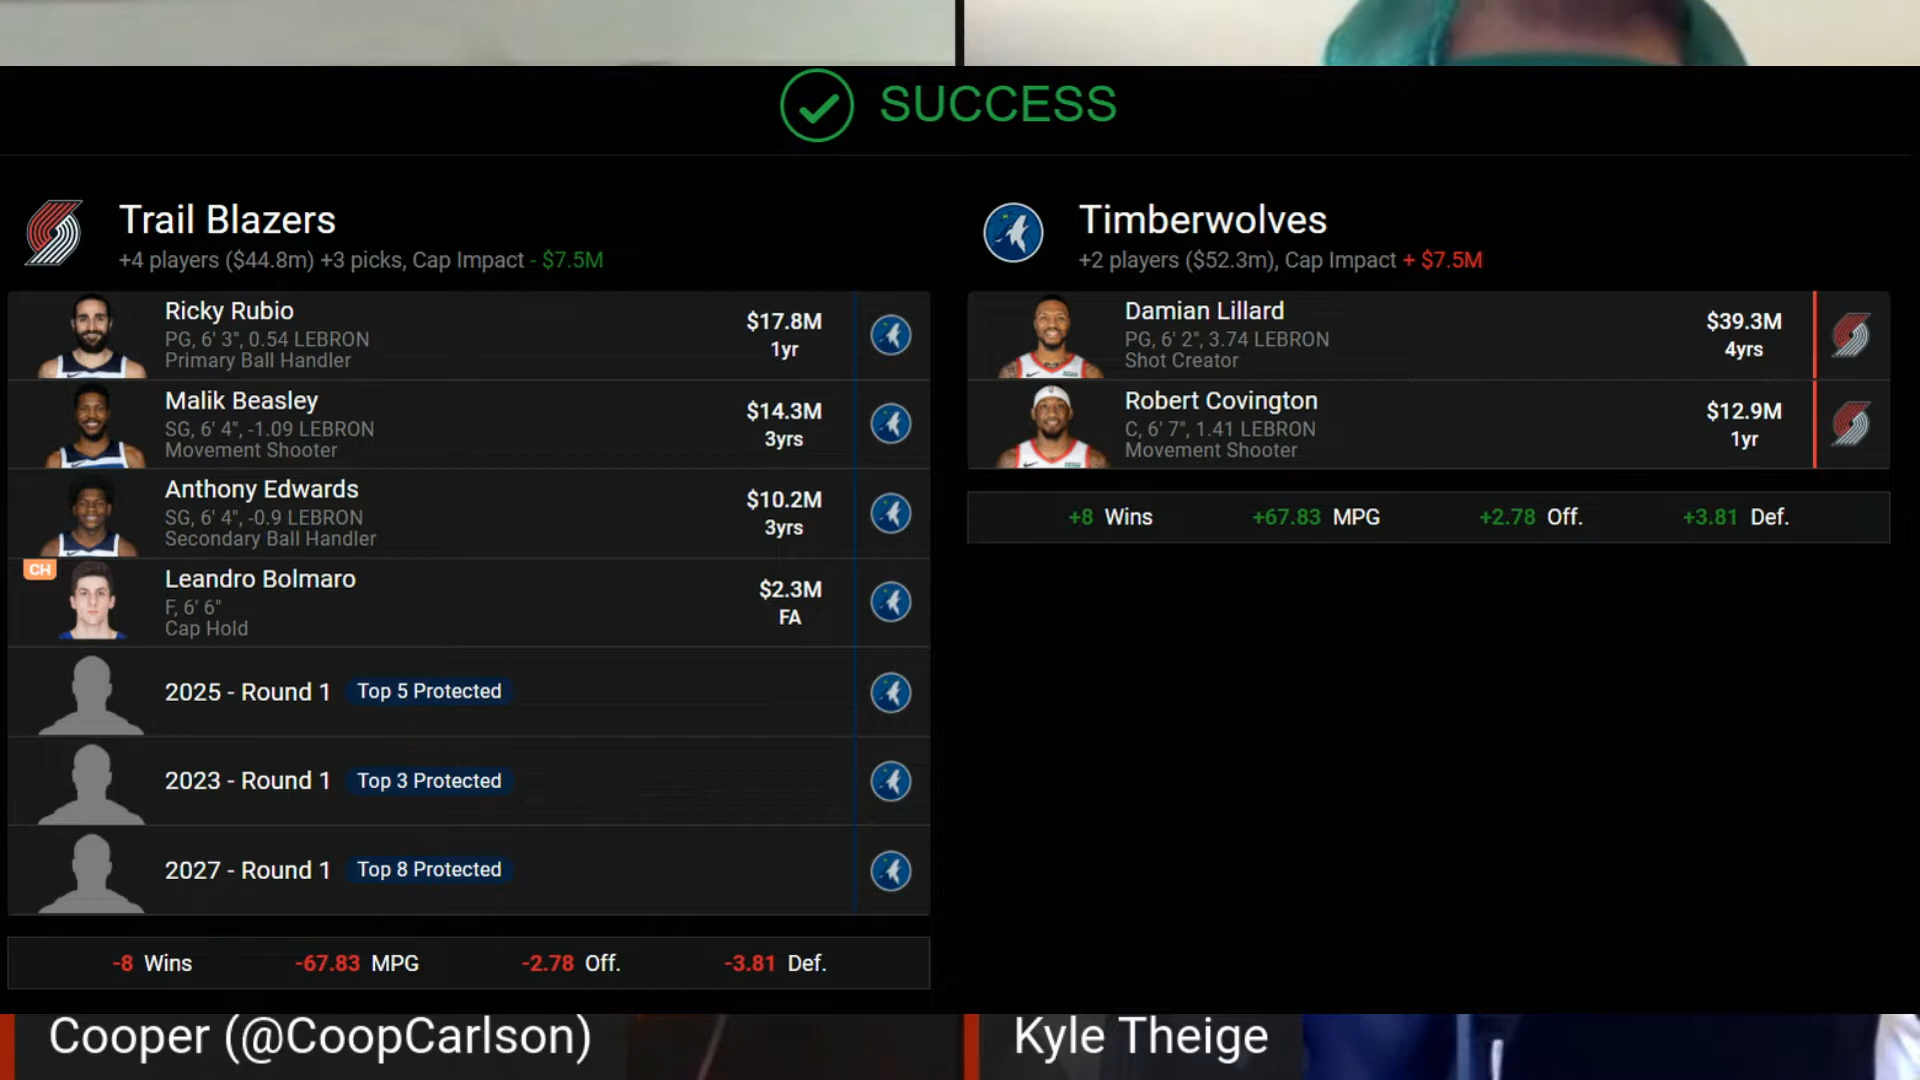 SUCCESS
Trail Blazers
+4 players ($44.8m) +3 picks, Cap Impact - $7.5M
Ricky Rubio
PG, 6' 3", 0.54 LEBRON
Primary Ball Handler
$17.8M
1yr
Malik Beasley
SG, 6' 4", -1.09 LEBRON
Movement Shooter
$14.3M
3yrs
Anthony Edwards
SG, 6' 4", -0.9 LEBRON
Secondary Ball Handler
$10.2M
3yrs
CH
Leandro Bolmaro
F, 6' 6"
Cap Hold
$2.3M
FA
2025 - Round 1 Top 5 Protected
2023 - Round 1 Top 3 Protected
2027 - Round 1 Top 8 Protected
-8 Wins -67.83 MPG -2.78 Off. -3.81 Def.
Timberwolves
+2 players ($52.3m), Cap Impact + $7.5M
Damian Lillard
PG, 6' 2", 3.74 LEBRON
Shot Creator
$39.3M
4yrs
Robert Covington
C, 6' 7", 1.41 LEBRON
Movement Shooter
$12.9M
1yr
+8 Wins +67.83 MPG +2.78 Off. +3.81 Def.
Cooper (@CoopCarlson)
Kyle Theige